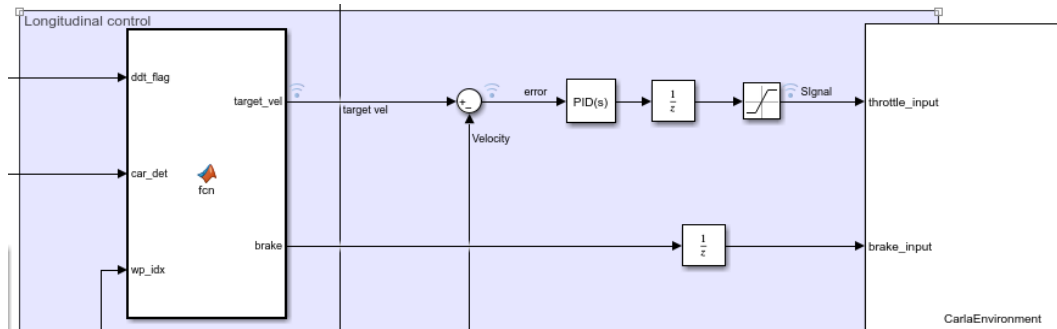 Longitudinal control
ddt_flag
car_det
wp_idx
fcn
target_vel
brake
target vel
+
−
Velocity
error
PID(s)
1
z
SIgnal
1
z
throttle_input
brake_input
CarlaEnvironment